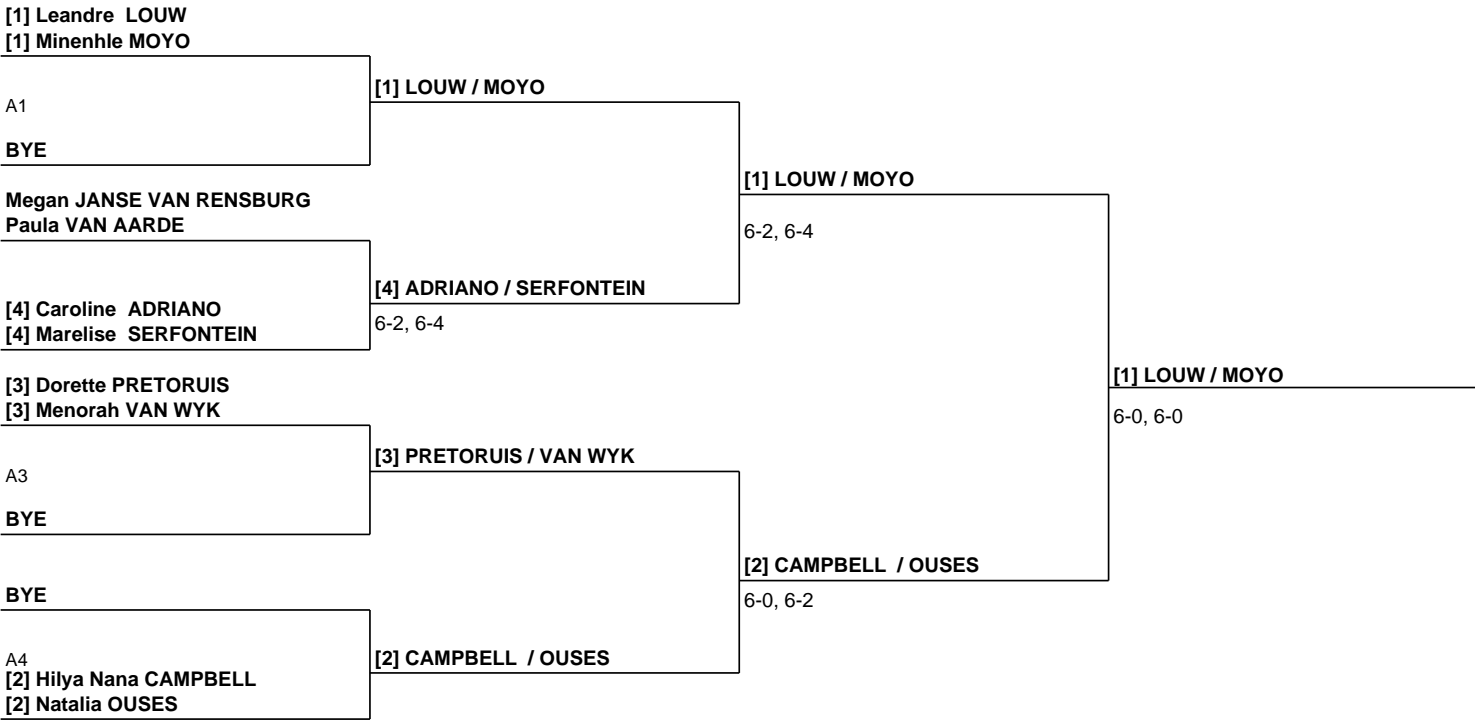 [1] Leandre LOUW
[1] Minenhle MOYO
[1] LOUW / MOYO
A1
BYE
[1] LOUW / MOYO
Megan JANSE VAN RENSBURG
Paula VAN AARDE
6-2, 6-4
[4] ADRIANO / SERFONTEIN
[4] Caroline ADRIANO
6-2, 6-4
[4] Marelise SERFONTEIN
[1] LOUW / MOYO
[3] Dorette PRETORUIS
[3] Menorah VAN WYK
6-0, 6-0
[3] PRETORUIS / VAN WYK
A3
BYE
[2] CAMPBELL / OUSES
BYE
6-0, 6-2
A4
[2] CAMPBELL / OUSES
[2] Hilya Nana CAMPBELL
[2] Natalia OUSES